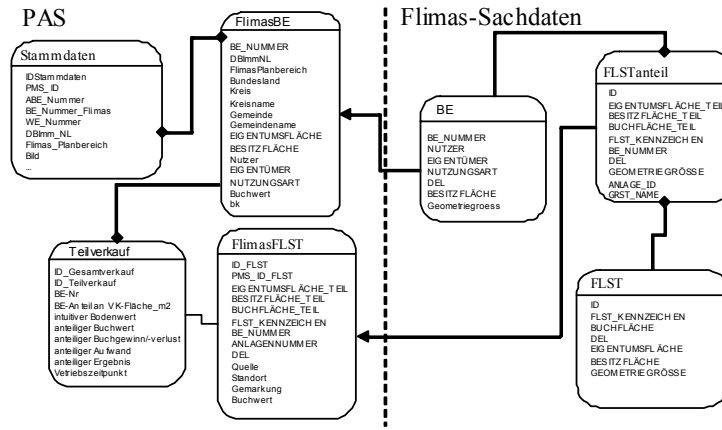 PAS
Flimas-Sachdaten
Stammdaten
IDStammdaten
PMS_ID
ABE_Nummer
BE_Nummer_Flimas
WE_Nummer
DBImm_NL
Flimas_Planbereich
Bild
...
FlimasBE
BE_NUMMER
DBImmNL
FlimasPlanbereich
Bundesland
Kreis
Kreisname
Gemeinde
Gemeindename
EIGENTUMSFLÄCHE
BESITZFLÄCHE
Nutzer
EIGENTÜMER
NUTZUNGSART
Buchwert
bk
Teilverkauf
ID_Gesamtverkauf
ID_Teilverkauf
BE-Nr
BE-Anteil an VK-Fläche_m2
intuitiver Bodenwert
anteiliger Buchwert
anteiliger Buchgewinn/-verlust
anteiliger Aufwand
anteiliger Ergebnis
Vertriebszeitpunkt
FlimasFLST
ID_FLST
PMS_ID_FLST
EIGENTUMSFLÄCHE_TEIL
BESITZFLÄCHE_TEIL
BUCHFLÄCHE_TEIL
FLST_KENNZEICHEN
BE_NUMMER
ANLAGENNUMMER
DEL
Quelle
Standort
Gemarkung
Buchwert
BE
BE_NUMMER
NUTZER
EIGENTÜMER
NUTZUNGSART
DEL
BESITZFLÄCHE
Geometriegroess
FLSTanteil
ID
EIGENTUMSFLÄCHE_TEIL
BESITZFLÄCHE_TEIL
BUCHFLÄCHE_TEIL
FLST_KENNZEICHEN
BE_NUMMER
DEL
GEOMETRIEGRÖSSE
ANLAGE_ID
GRST_NAME
FLST
ID
FLST_KENNZEICHEN
BUCHFLÄCHE
DEL
EIGENTUMSFLÄCHE
BESITZFLÄCHE
GEOMETRIEGRÖSSE